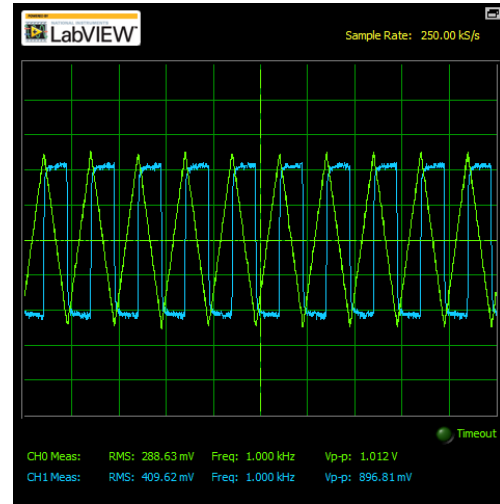 POWERED BY
NATIONAL INSTRUMENTS
LabVIEW™
Sample Rate: 250.00 kS/s
Timeout
CH0 Meas: RMS: 288.63 mV Freq: 1.000 kHz Vp-p: 1.012 V
CH1 Meas: RMS: 409.62 mV Freq: 1.000 kHz Vp-p: 896.81 mV